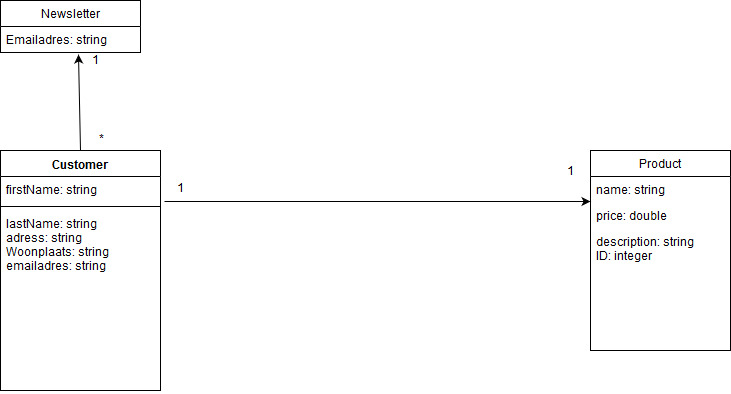 Newsletter
Emailadres: string
1
*
Customer
firstName: string
lastName: string
adress: string
Woonplaats: string
emailadres: string
1
1
Product
name: string
price: double
description: string
ID: integer